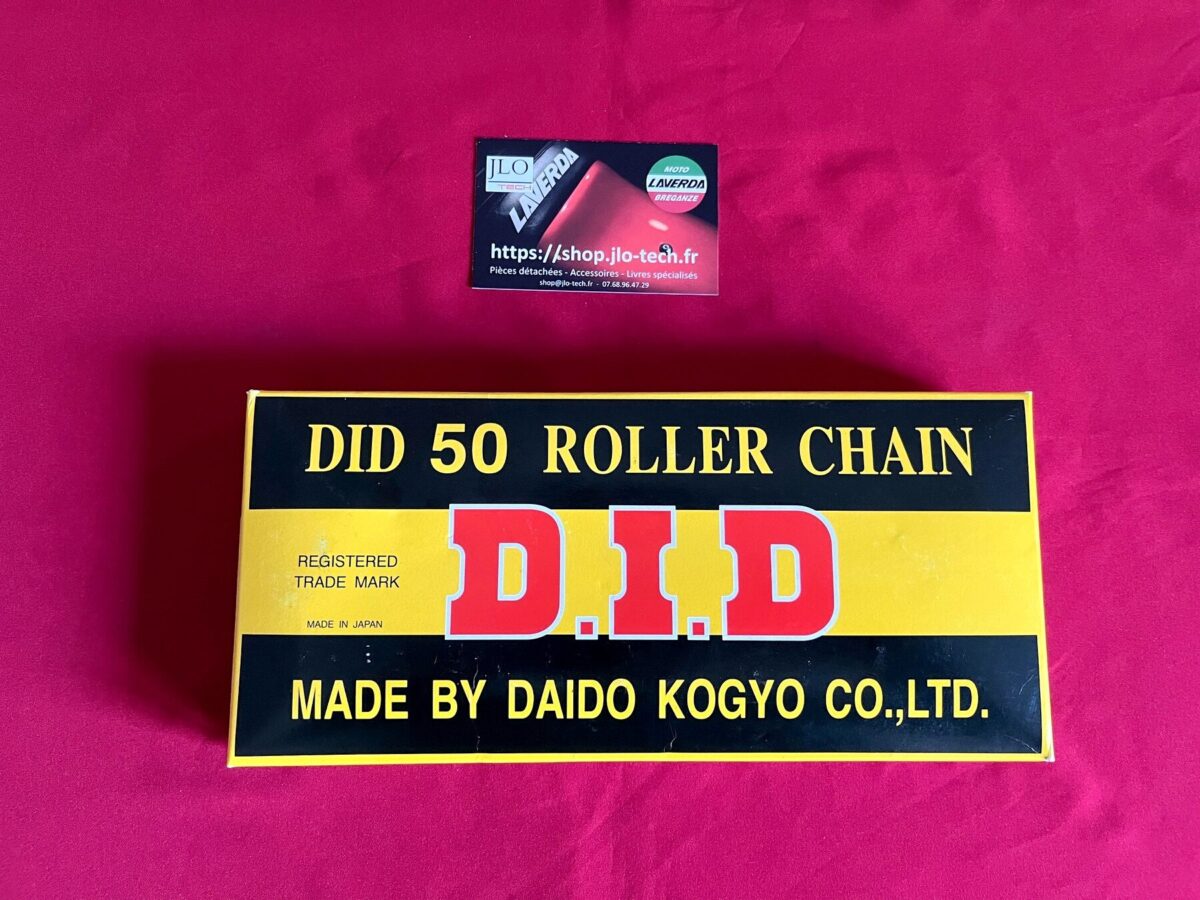 JLO
TECH
LAVERDA
MOTO
LAVERDA
BREGANZE
https://.shop.jlo-tech.fr
Pièces détachées - Accessoires - Livres spécialisés
shop@jlo-tech.fr - 07.68.96.47.29
DID 50 ROLLER CHAIN
D.I.D
REGISTERED
TRADE MARK
MADE IN JAPAN
MADE BY DAIDO KOGYO CO.,LTD.